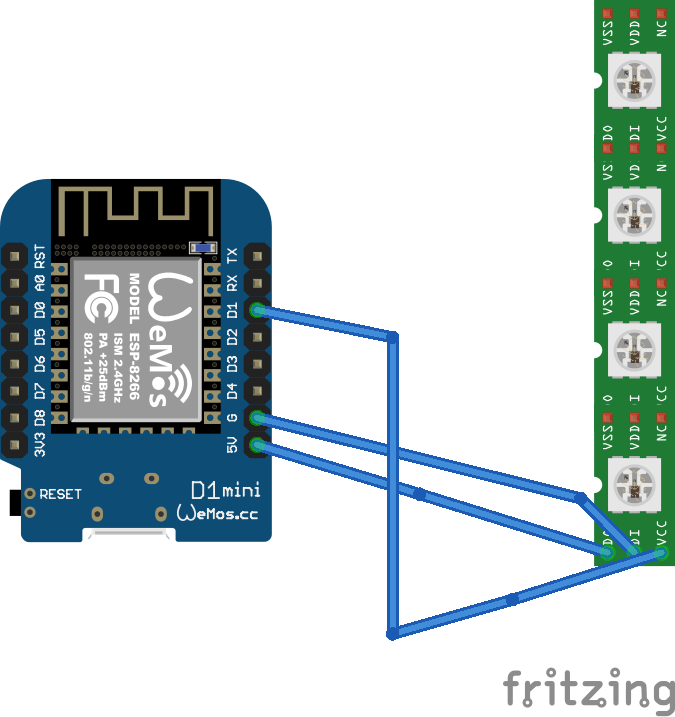 VSS VDD NC
DO DI VCC
VS VD N
O I CC
VSS VDD NC
O I CC
VSS VDD NC
DO DI VCC
RST
A0
D0
D5
D6
D7
D8
3V3
TX
RX
D1
D2
D3
D4
G
5V
WeMos
MODEL ESP-8266
ISM 2.4GHz
PA +25dBm
802.11b/g/n
FC
RESET
D1mini
WeMos.cc
fritzing